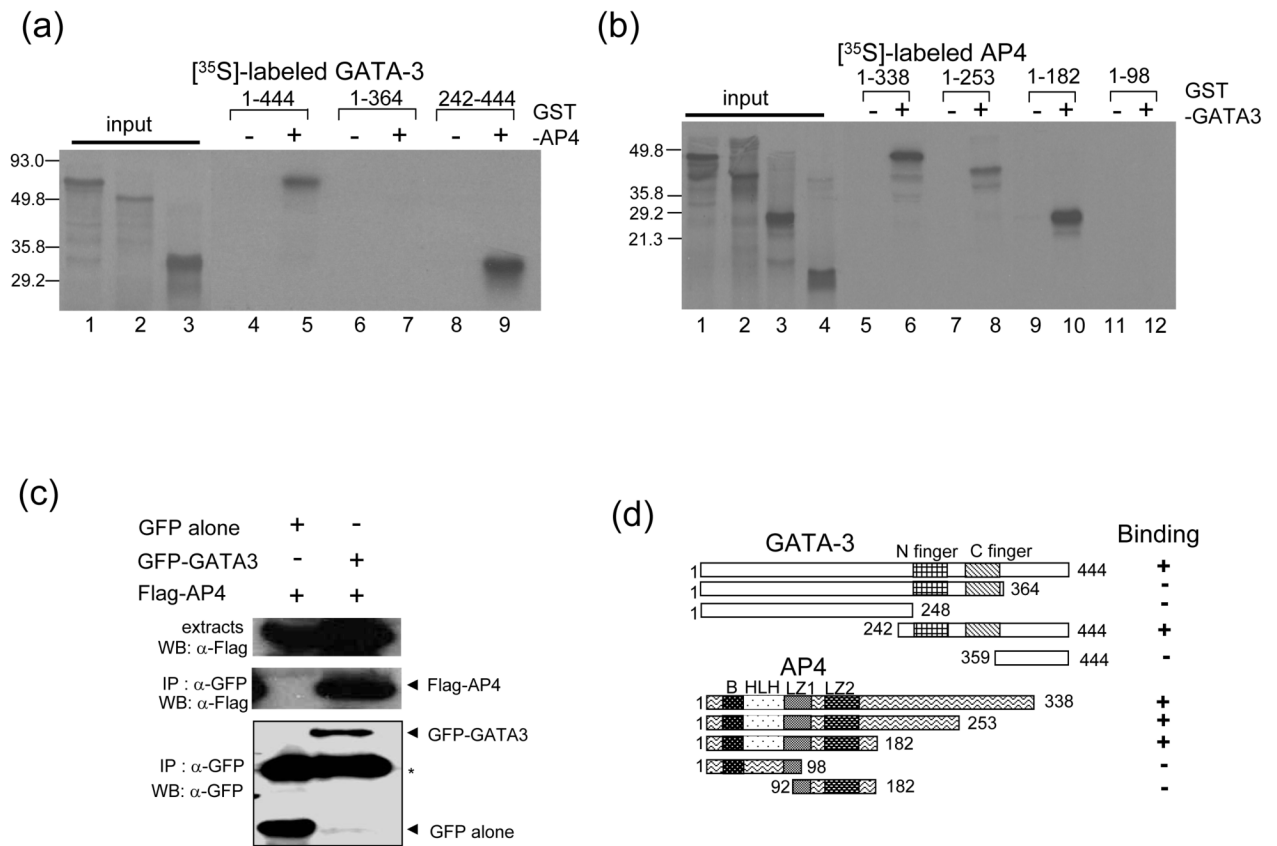 (a)
[35S]-labeled GATA-3
1-444 1-364 242-444
GST
-AP4
input
- + - + - +
93.0
49.8
35.8
29.2
1 2 3 4 5 6 7 8 9
(b)
[35S]-labeled AP4
1-338 1-253 1-182 1-98
GST
-GATA3
input
- + - + - + - +
49.8
35.8
29.2
21.3
1 2 3 4 5 6 7 8 9 10 11 12
(c)
GFP alone + -
GFP-GATA3 - +
Flag-AP4 + +
extracts
WB: α-Flag
IP : α-GFP
WB: α-Flag
Flag-AP4
GFP-GATA3
IP : α-GFP
WB: α-GFP
*
GFP alone
(d)
GATA-3
N finger C finger
Binding
1 444 +
1 364 -
1 248 -
242 444 +
359 444 -
AP4
B HLH LZ1 LZ2
1 338 +
1 253 +
1 182 +
1 98 -
92 182 -